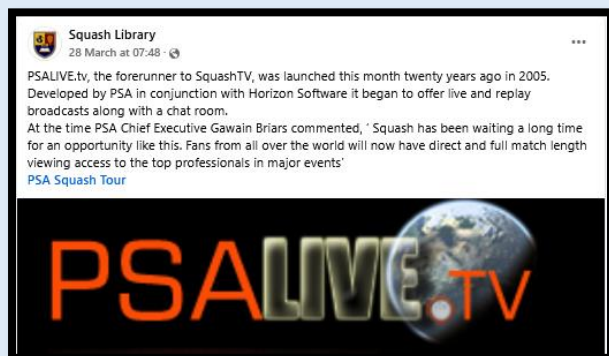 Squash Library
28 March at 07:48 ·
PSALIVE.tv, the forerunner to SquashTV, was launched this month twenty years ago in 2005.
Developed by PSA in conjunction with Horizon Software it began to offer live and replay
broadcasts along with a chat room.
At the time PSA Chief Executive Gawain Briars commented, ‘ Squash has been waiting a long time
for an opportunity like this. Fans from all over the world will now have direct and full match length
viewing access to the top professionals in major events'
PSA Squash Tour
PSALIVE.TV